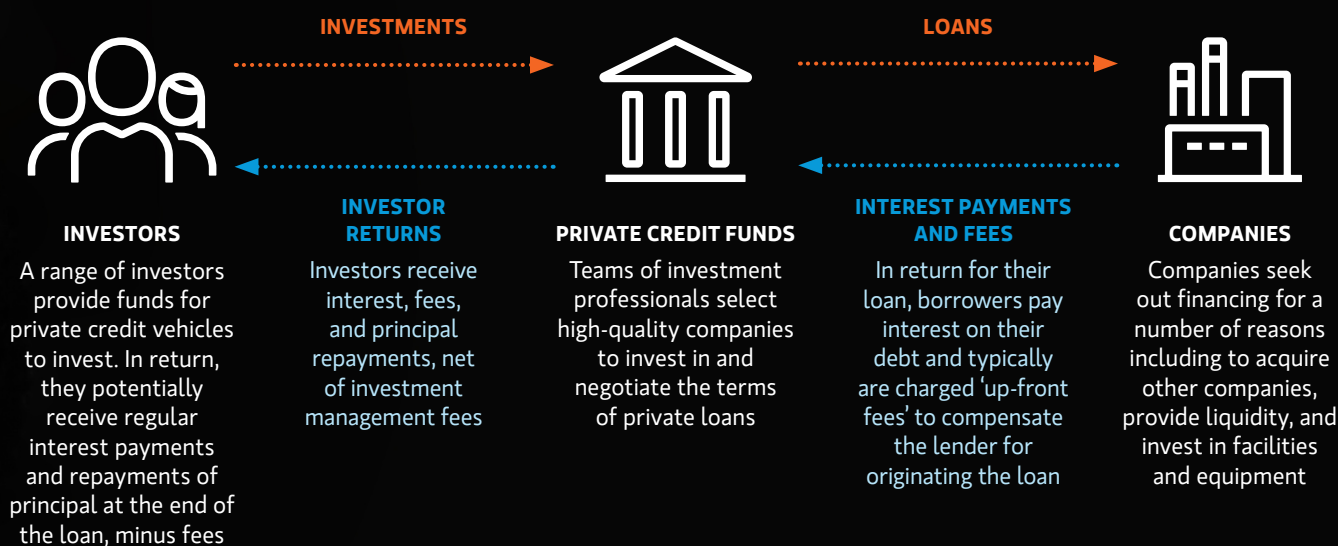 INVESTMENTS
LOANS
INVESTORS
A range of investors
provide funds for
private credit vehicles
to invest. In return,
they potentially
receive regular
interest payments
and repayments of
principal at the end of
the loan, minus fees
INVESTOR
RETURNS
Investors receive
interest, fees,
and principal
repayments, net
of investment
management fees
PRIVATE CREDIT FUNDS
Teams of investment
professionals select
high-quality companies
to invest in and
negotiate the terms
of private loans
INTEREST PAYMENTS
AND FEES
In return for their
loan, borrowers pay
interest on their
debt and typically
are charged ‘up-front
fees’ to compensate
the lender for
originating the loan
COMPANIES
Companies seek
out financing for a
number of reasons
including to acquire
other companies,
provide liquidity, and
invest in facilities
and equipment